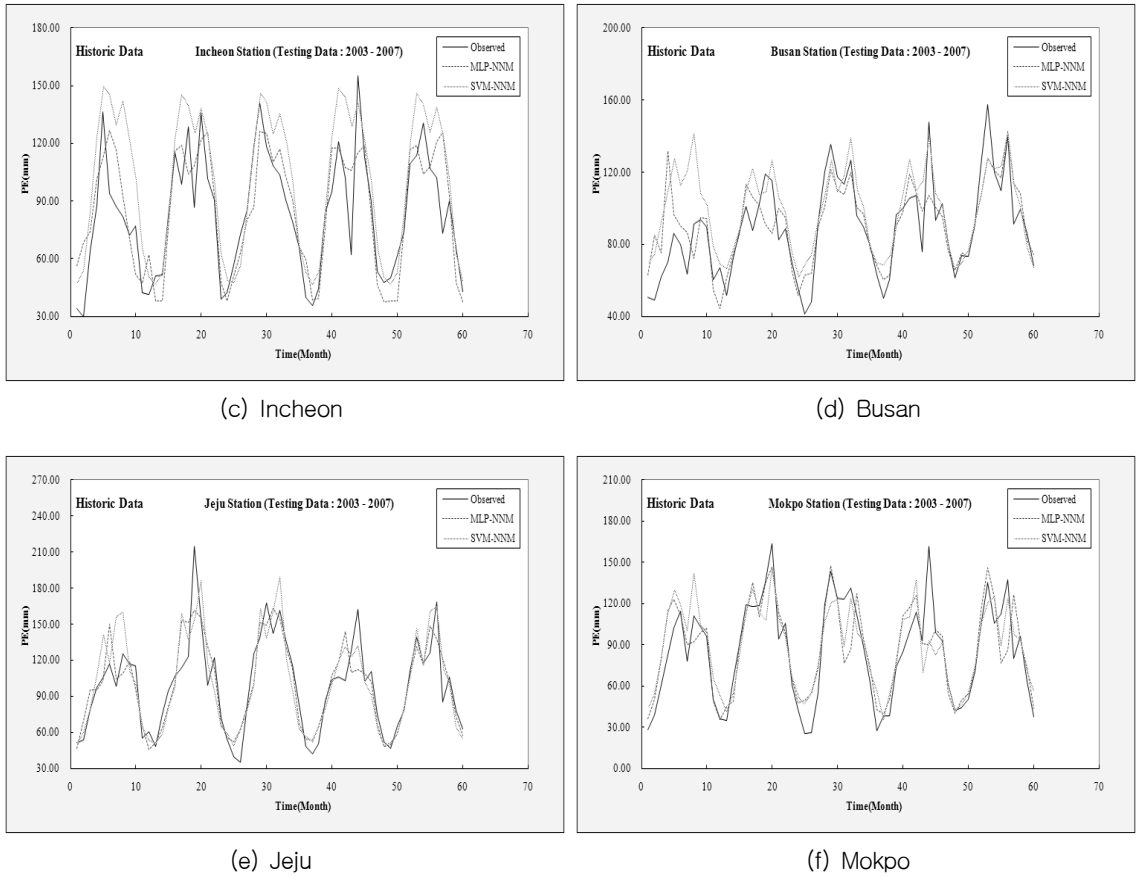 180.00
150.00
120.00
90.00
60.00
30.00
PE(mm)
Historic Data
Incheon Station (Testing Data : 2003 - 2007)
Observed
MLP-NNM
SVM-NNM
0 10 20 30 40 50 60 70
Time(Month)
(c) Incheon
200.00
160.00
120.00
80.00
40.00
PE(mm)
Historic Data
Busan Station (Testing Data : 2003 - 2007)
Observed
MLP-NNM
SVM-NNM
0 10 20 30 40 50 60 70
Time(Month)
(d) Busan
270.00
240.00
210.00
180.00
150.00
120.00
90.00
60.00
30.00
PE(mm)
Historic Data
Jeju Station (Testing Data : 2003 - 2007)
Observed
MLP-NNM
SVM-NNM
0 10 20 30 40 50 60 70
Time(Month)
(e) Jeju
210.00
180.00
150.00
120.00
90.00
60.00
30.00
0.00
PE(mm)
Historic Data
Mokpo Station (Testing Data : 2003 - 2007)
Observed
MLP-NNM
SVM-NNM
0 10 20 30 40 50 60 70
Time(Month)
(f) Mokpo